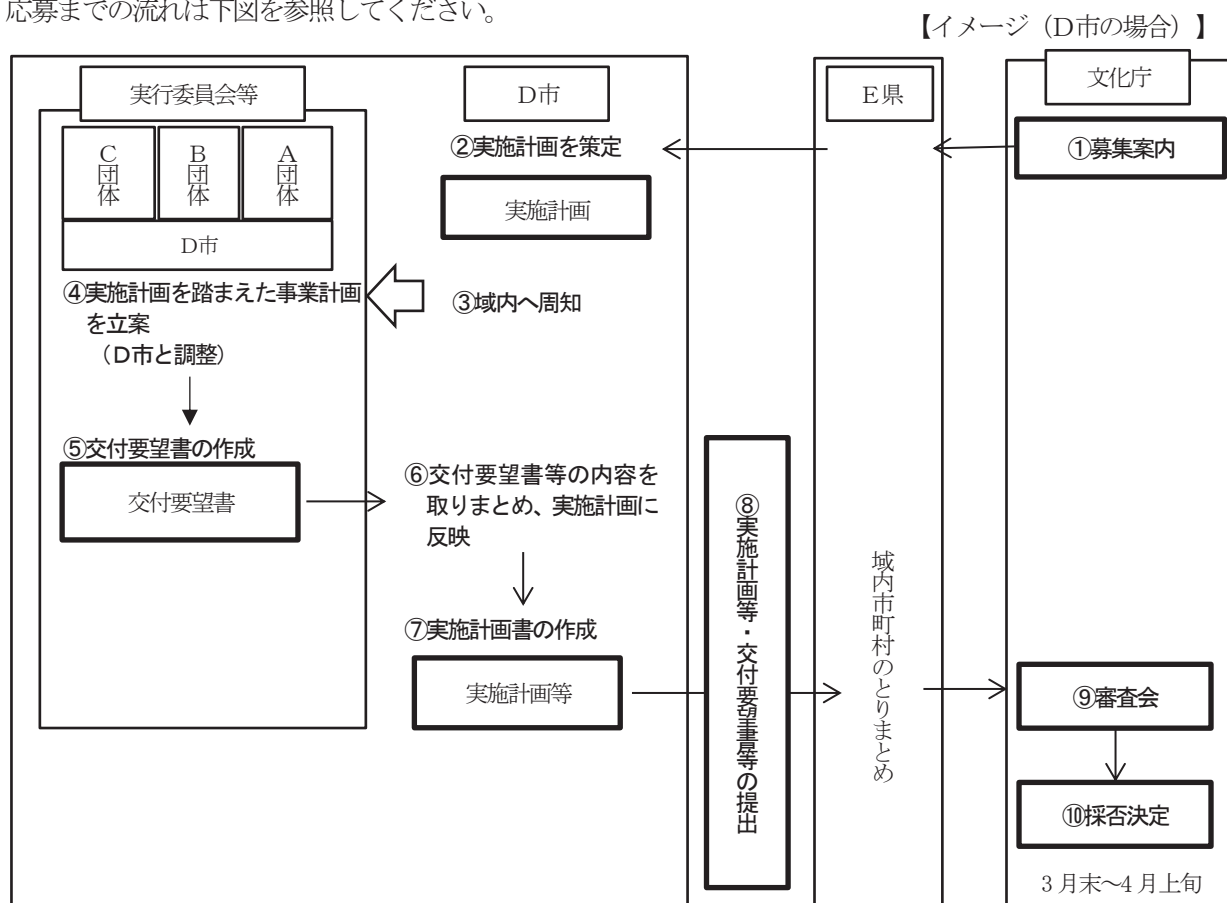 応募までの流れは下図を参照してください。
【イメージ（D市の場合）】
実行委員会等
D市
E県
文化庁
C団体
B団体
A団体
D市
①募集案内
②実施計画を策定
実施計画
③域内へ周知
④実施計画を踏まえた事業計画
を立案
（D市と調整）
⑤交付要望書の作成
交付要望書
⑥交付要望書等の内容を
取りまとめ、実施計画に
反映
⑦実施計画書の作成
実施計画等
⑧実施計画等・交付要望書等の提出
域内市町村のとりまとめ
⑨審査会
⑩採否決定
3月末～4月上旬